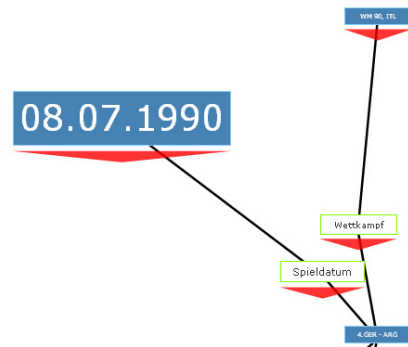 WM 90, ITL
08.07.1990
Wettkampf
Spieldatum
4.GER - ARG